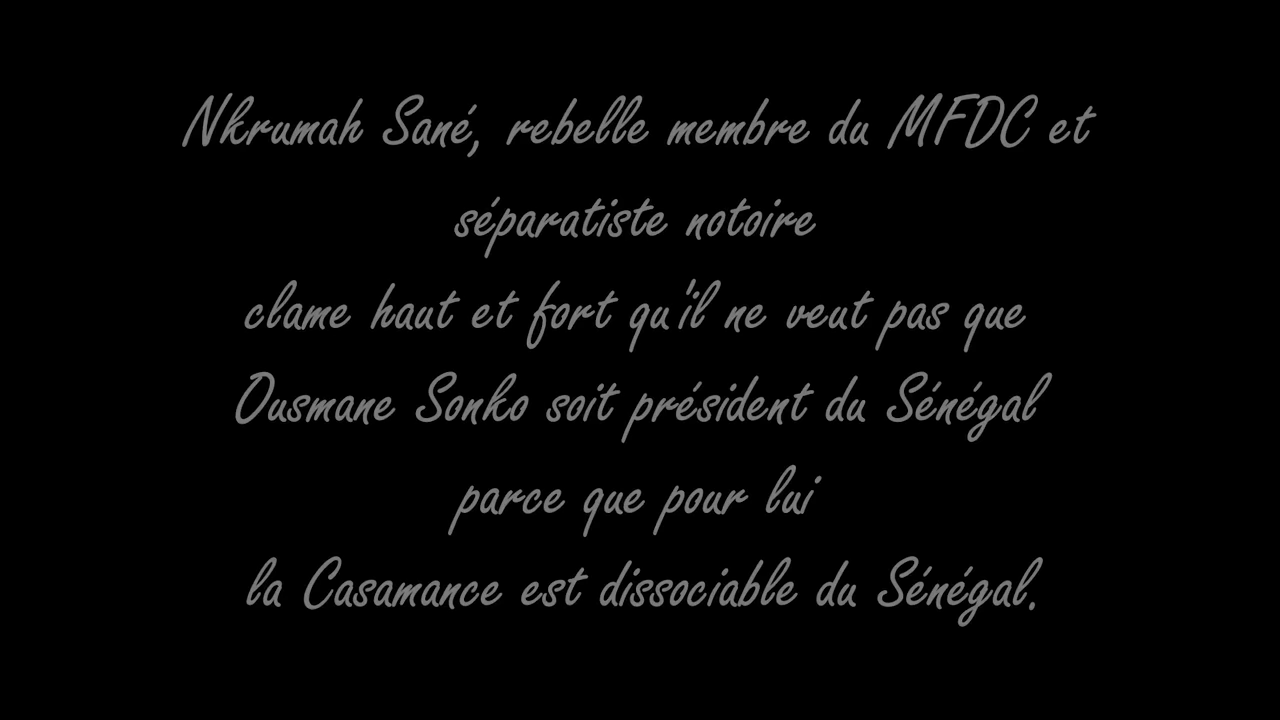 Nkrumah Sané, rebelle membre du MFDC et
séparatiste notoire
clame haut et fort qu'il ne veut pas que
Ousmane Sonko soit président du Sénégal
parce que pour lui
la Casamance est dissociable du Sénégal.